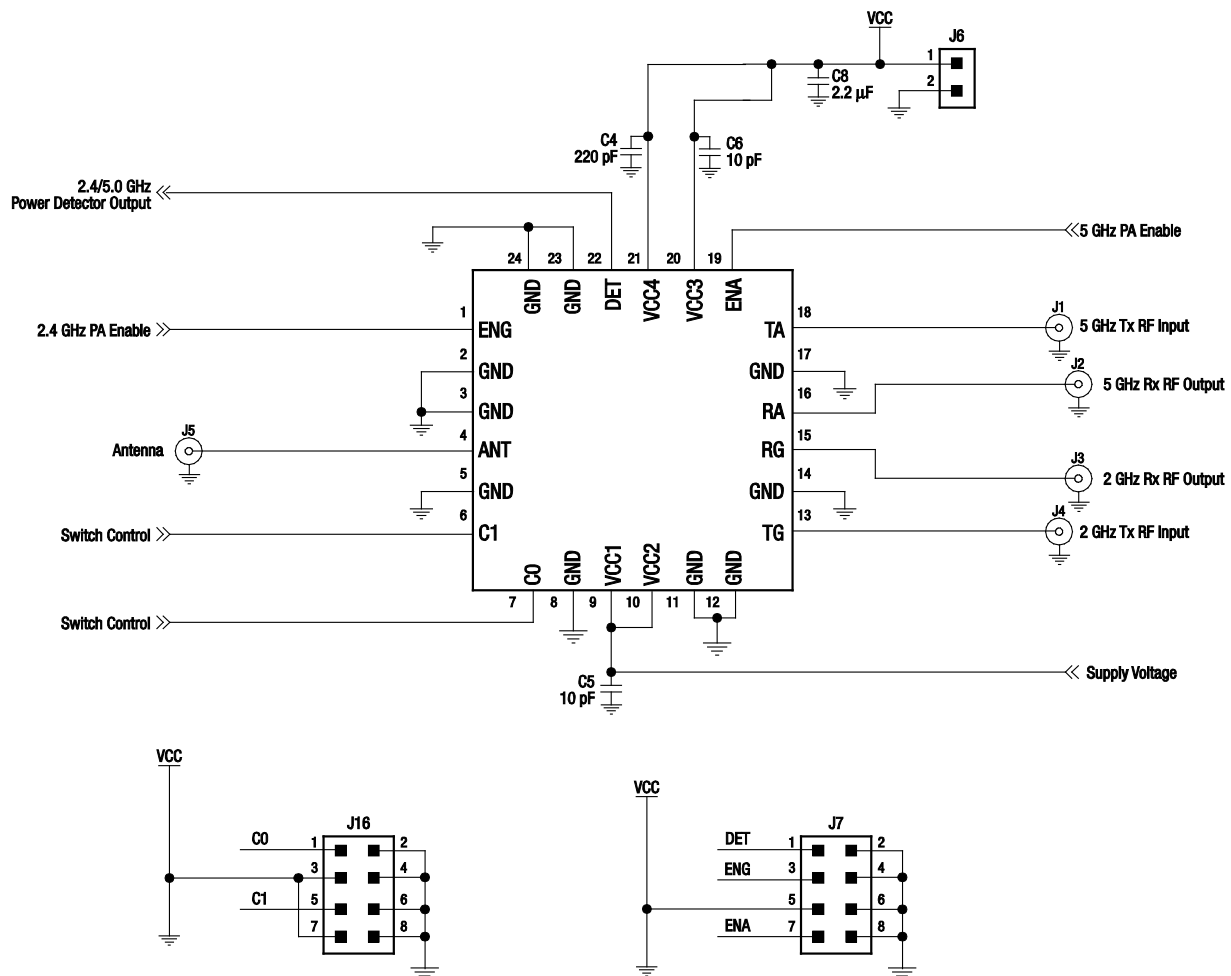 VCC
J6
1
2
C8
2.2 µF
C4
220 pF
C6
10 pF
2.4/5.0 GHz
Power Detector Output
5 GHz PA Enable
24 23 22 21 20 19
GND GND DET VCC4 VCC3 ENA
2.4 GHz PA Enable
1
ENG
2
GND
3
GND
Antenna
J5
4
ANT
5
GND
Switch Control
6
C1
18
TA
J1
5 GHz Tx RF Input
17
GND
16
RA
J2
5 GHz Rx RF Output
15
RG
J3
2 GHz Rx RF Output
14
GND
13
TG
J4
2 GHz Tx RF Input
C0 GND VCC1 VCC2 GND GND
7 8 9 10 11 12
Switch Control
C5
10 pF
Supply Voltage
VCC
J16
C0
1
2
3
4
C1
5
6
7
8
VCC
J7
DET
1
2
ENG
3
4
5
6
ENA
7
8